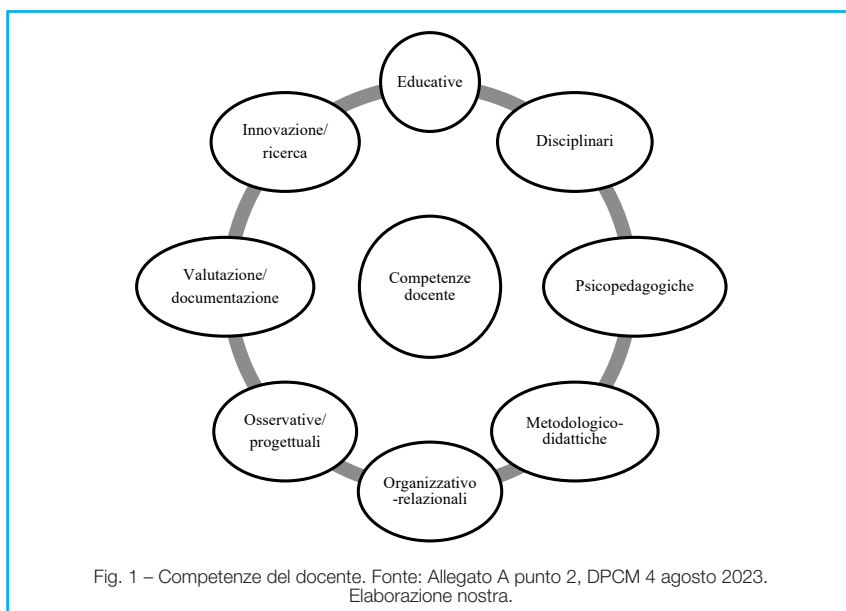 Educative
Disciplinari
Psicopedagogiche
Metodologico-
didattiche
Organizzativo
-relazionali
Osservative/
progettuali
Valutazione/
documentazione
Innovazione/
ricerca
Competenze
docente
Fig. 1 – Competenze del docente. Fonte: Allegato A punto 2, DPCM 4 agosto 2023.
Elaborazione nostra.